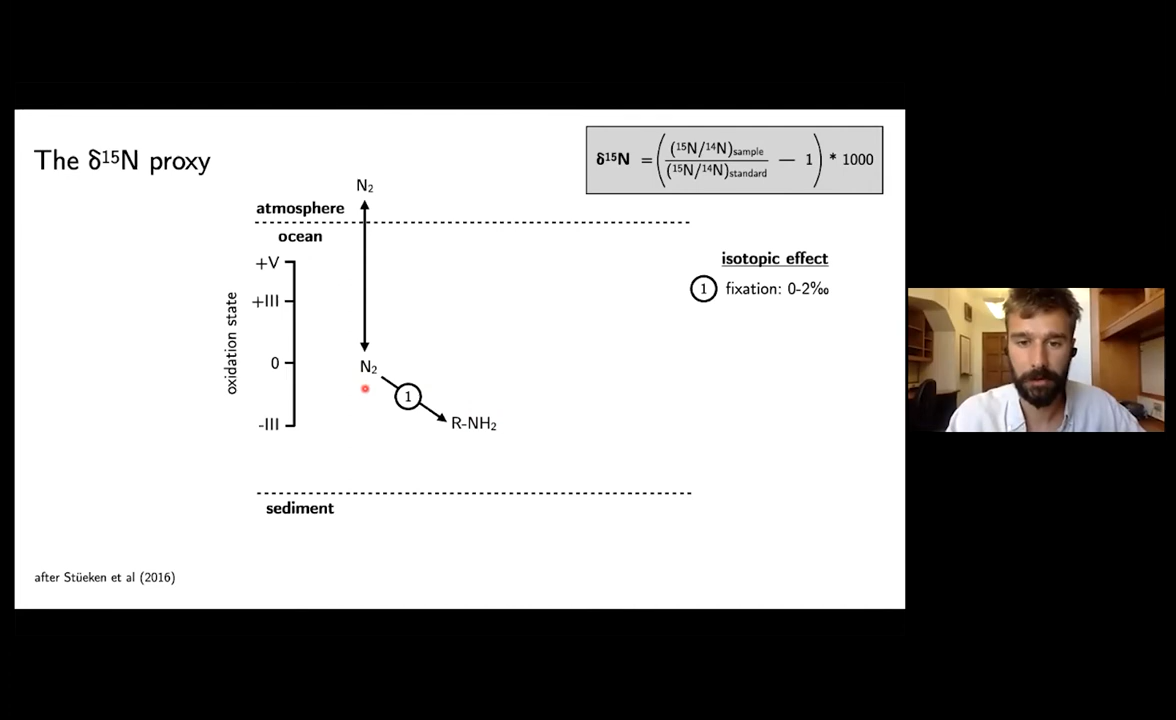 The δ¹⁵N proxy
δ¹⁵N = ( (¹⁵N/¹⁴N)sample / (¹⁵N/¹⁴N)standard — 1 ) * 1000
N₂
atmosphere
ocean
+V
+III
0
-III
oxidation state
N₂
1
R-NH₂
isotopic effect
1 fixation: 0-2‰
sediment
after Stüeken et al (2016)